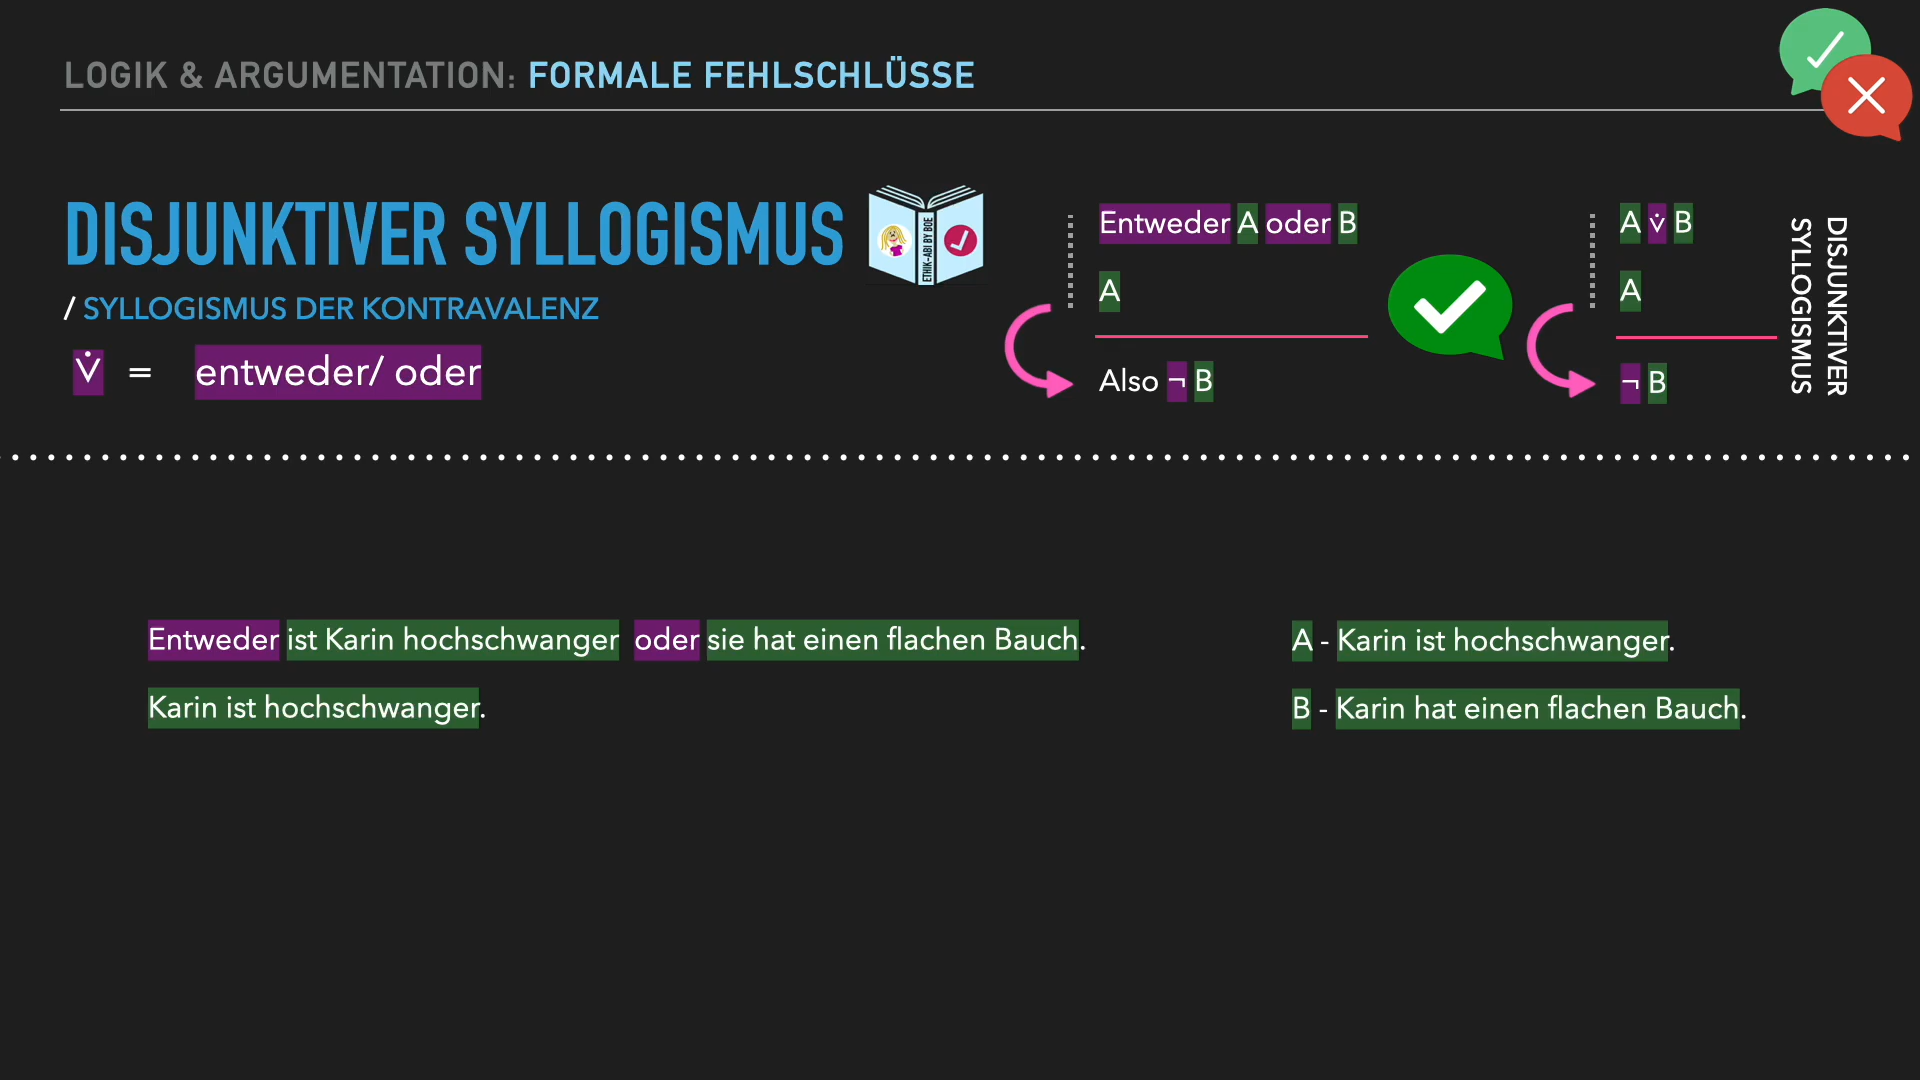 LOGIK & ARGUMENTATION: FORMALE FEHLSCHLÜSSE
DISJUNKTIVER SYLLOGISMUS
/ SYLLOGISMUS DER KONTRAVALENZ
v̇ = entweder/ oder
ETHIK-ABI BY BOE
Entweder A oder B
A
Also ¬ B
A v̇ B
A
¬ B
DISJUNKTIVER
SYLLOGISMUS
Entweder ist Karin hochschwanger oder sie hat einen flachen Bauch.
Karin ist hochschwanger.
A - Karin ist hochschwanger.
B - Karin hat einen flachen Bauch.